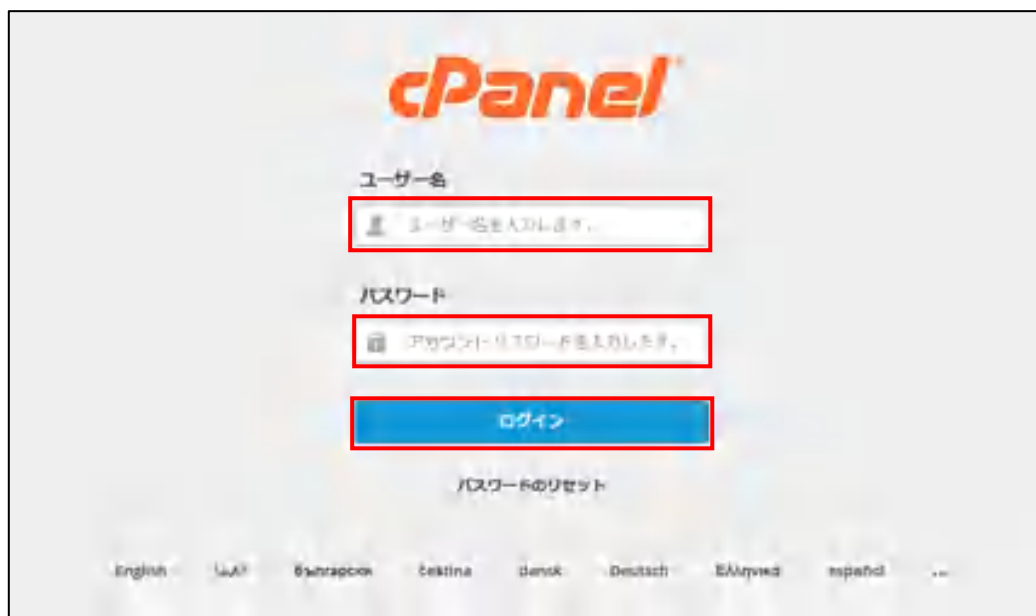 cPanel
ユーザー名
ユーザー名を入力します。
パスワード
アカウント パスワードを入力します。
ログイン
パスワードのリセット
English العربية български čeština dansk Deutsch Ελληνικά español ...